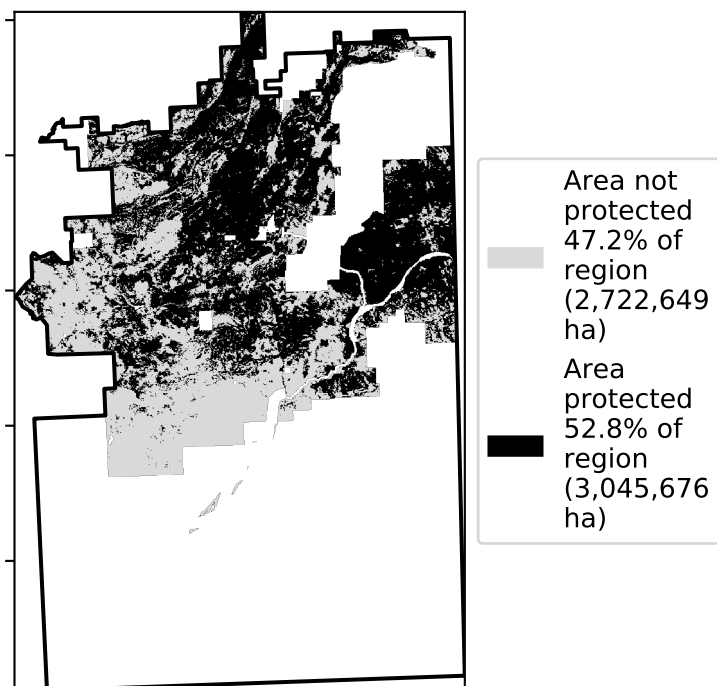 Area not
protected
47.2% of
region
(2,722,649
ha)
Area
protected
52.8% of
region
(3,045,676
ha)